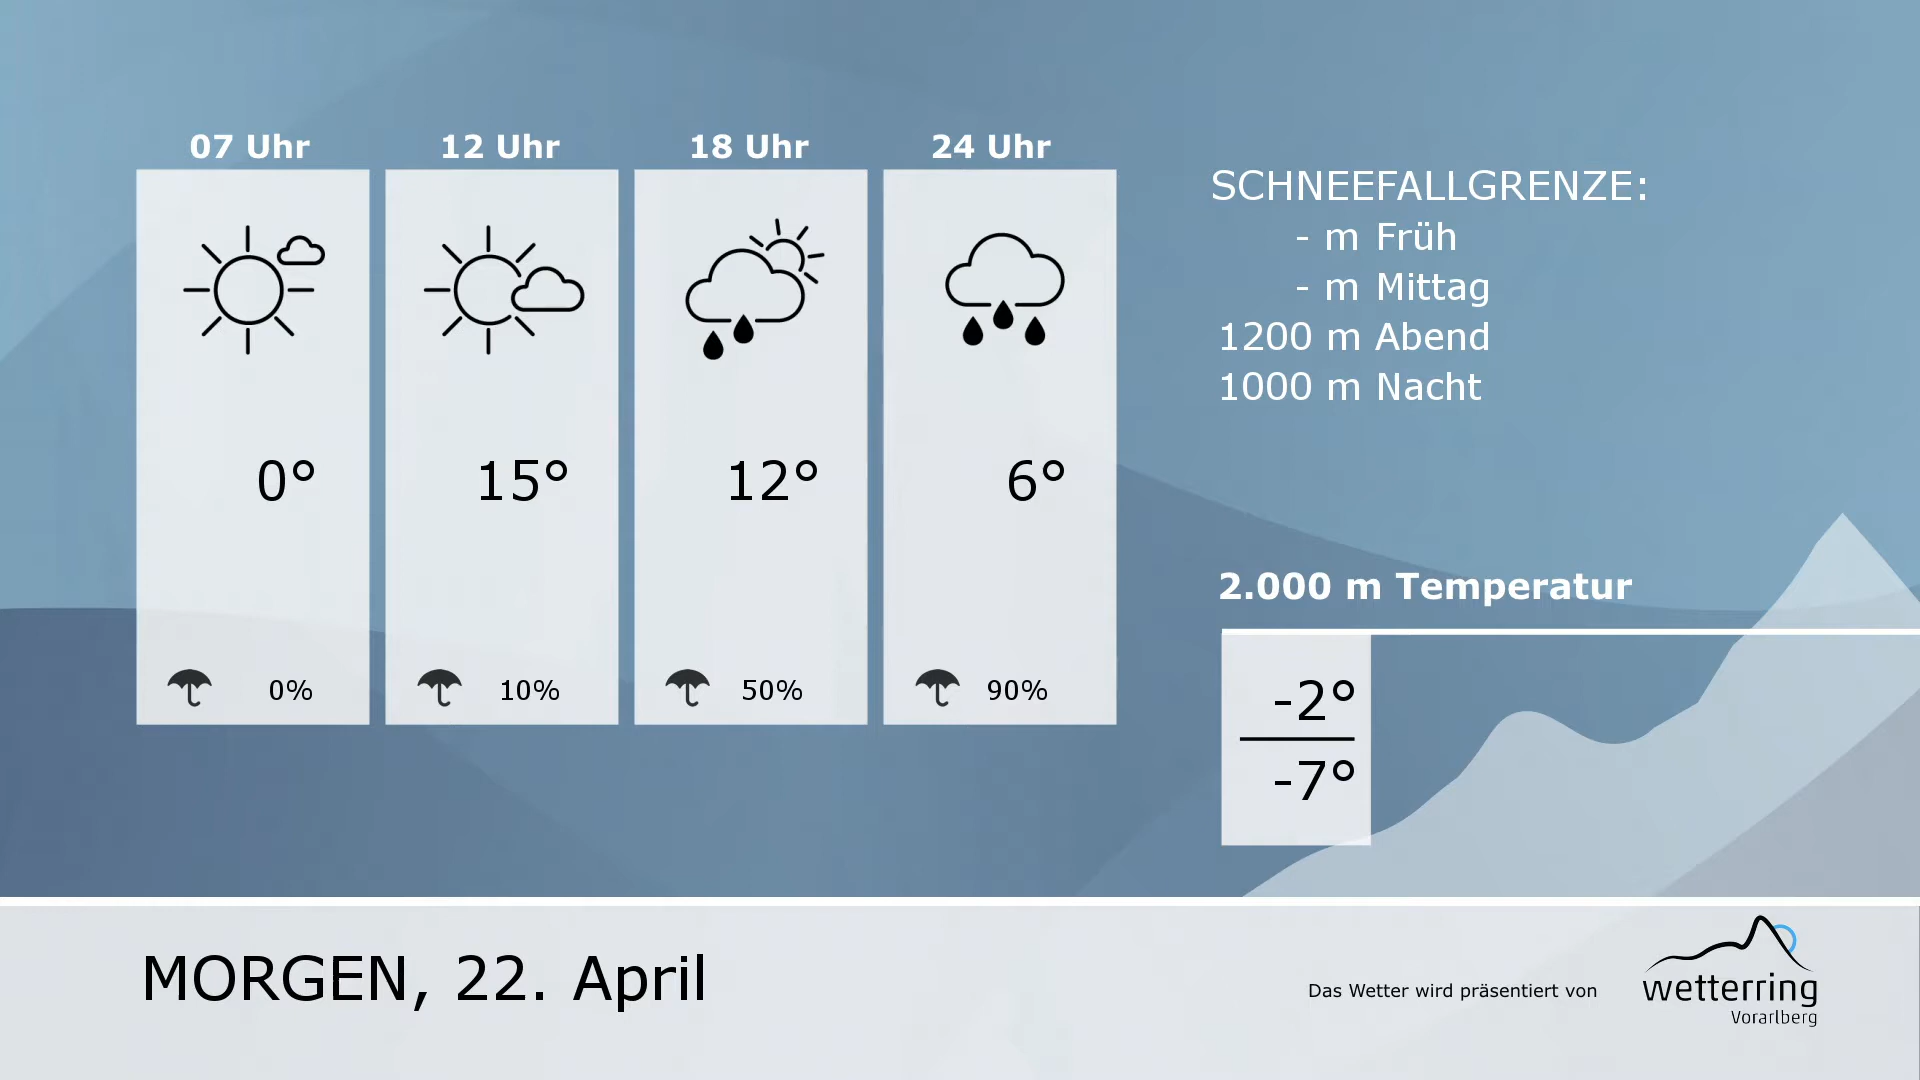 07 Uhr
12 Uhr
18 Uhr
24 Uhr
0°
15°
12°
6°
0%
10%
50%
90%
SCHNEEFALLGRENZE:
- m Früh
- m Mittag
1200 m Abend
1000 m Nacht
2.000 m Temperatur
-2°
-7°
MORGEN, 22. April
Das Wetter wird präsentiert von
wetterring
Vorarlberg